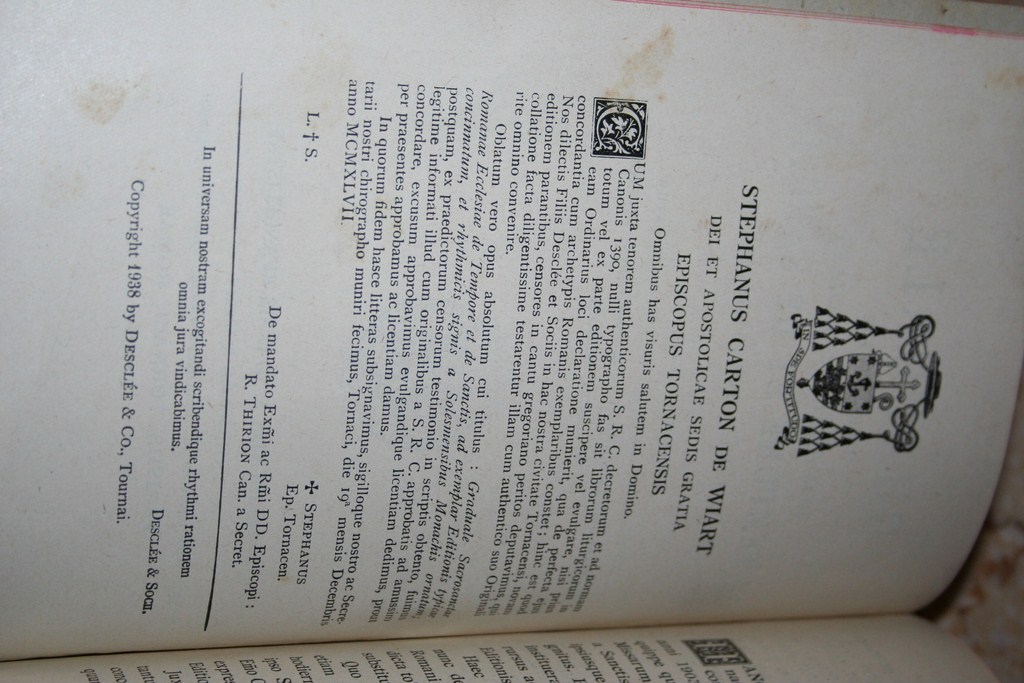 STEPHANUS CARTON DE WIART
DEI ET APOSTOLICAE SEDIS GRATIA
EPISCOPUS TORNACENSIS
Omnibus has visuris salutem in Domino.
CUM juxta tenorem authenticorum S. R. C. decretorum et ad normam
Canonis 1390, nulli typographo fas sit librorum liturgicorum in
totum vel ex parte editionem suscipere vel evulgare, nisi prius
eam Ordinarius loci declaratione munierit, qua de perfecta ejus
concordantia cum archetypis Romanis exemplaribus constet; hinc est quod
Nos dilectis Filiis Desclée et Sociis in hac nostra civitate Tornacensi, novam
editionem parantibus, censores in cantu gregoriano peritos deputavimus, qui
collatione facta diligentissime testarentur illam cum authentico suo Originali
rite omnino convenire.
Oblatum vero opus absolutum cui titulus : Graduale Sacrosanctae
Romanae Ecclesiae de Tempore et de Sanctis, ad exemplar Editionis typicae
concinnatum, et rhythmicis signis a Solesmensibus Monachis ornatum;
postquam, ex praedictorum censorum testimonio in scriptis obtento, fuimus
legitime informati illud cum originalibus a S. R. C. approbatis ad amussim
concordare, excusum approbavimus evulgandique licentiam dedimus, prout
per praesentes approbamus ac licentiam damus.
In quorum fidem hasce litteras subsignavimus, sigilloque nostro ac Secre-
tarii nostri chirographo muniri fecimus, Tornaci, die 19ª mensis Decembris
anno MCMXLVII.
✠ STEPHANUS
L. † S.
Ep. Tornacen.
De mandato Exm̃i ac Rm̃i DD. Episcopi :
R. THIRION Can. a Secret.
In universam nostram excogitandi scribendique rhythmi rationem
omnia jura vindicabimus.
DESCLÉE & Socii.
Copyright 1938 by DESCLÉE & Co., Tournai.